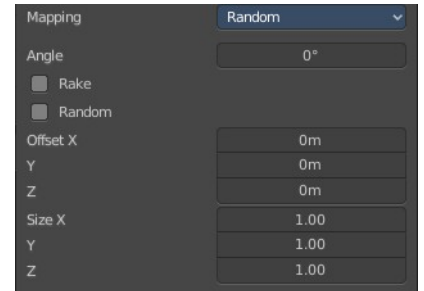 Mapping Random
Angle 0°
Rake
Random
Offset X 0m
Y 0m
Z 0m
Size X 1.00
Y 1.00
Z 1.00